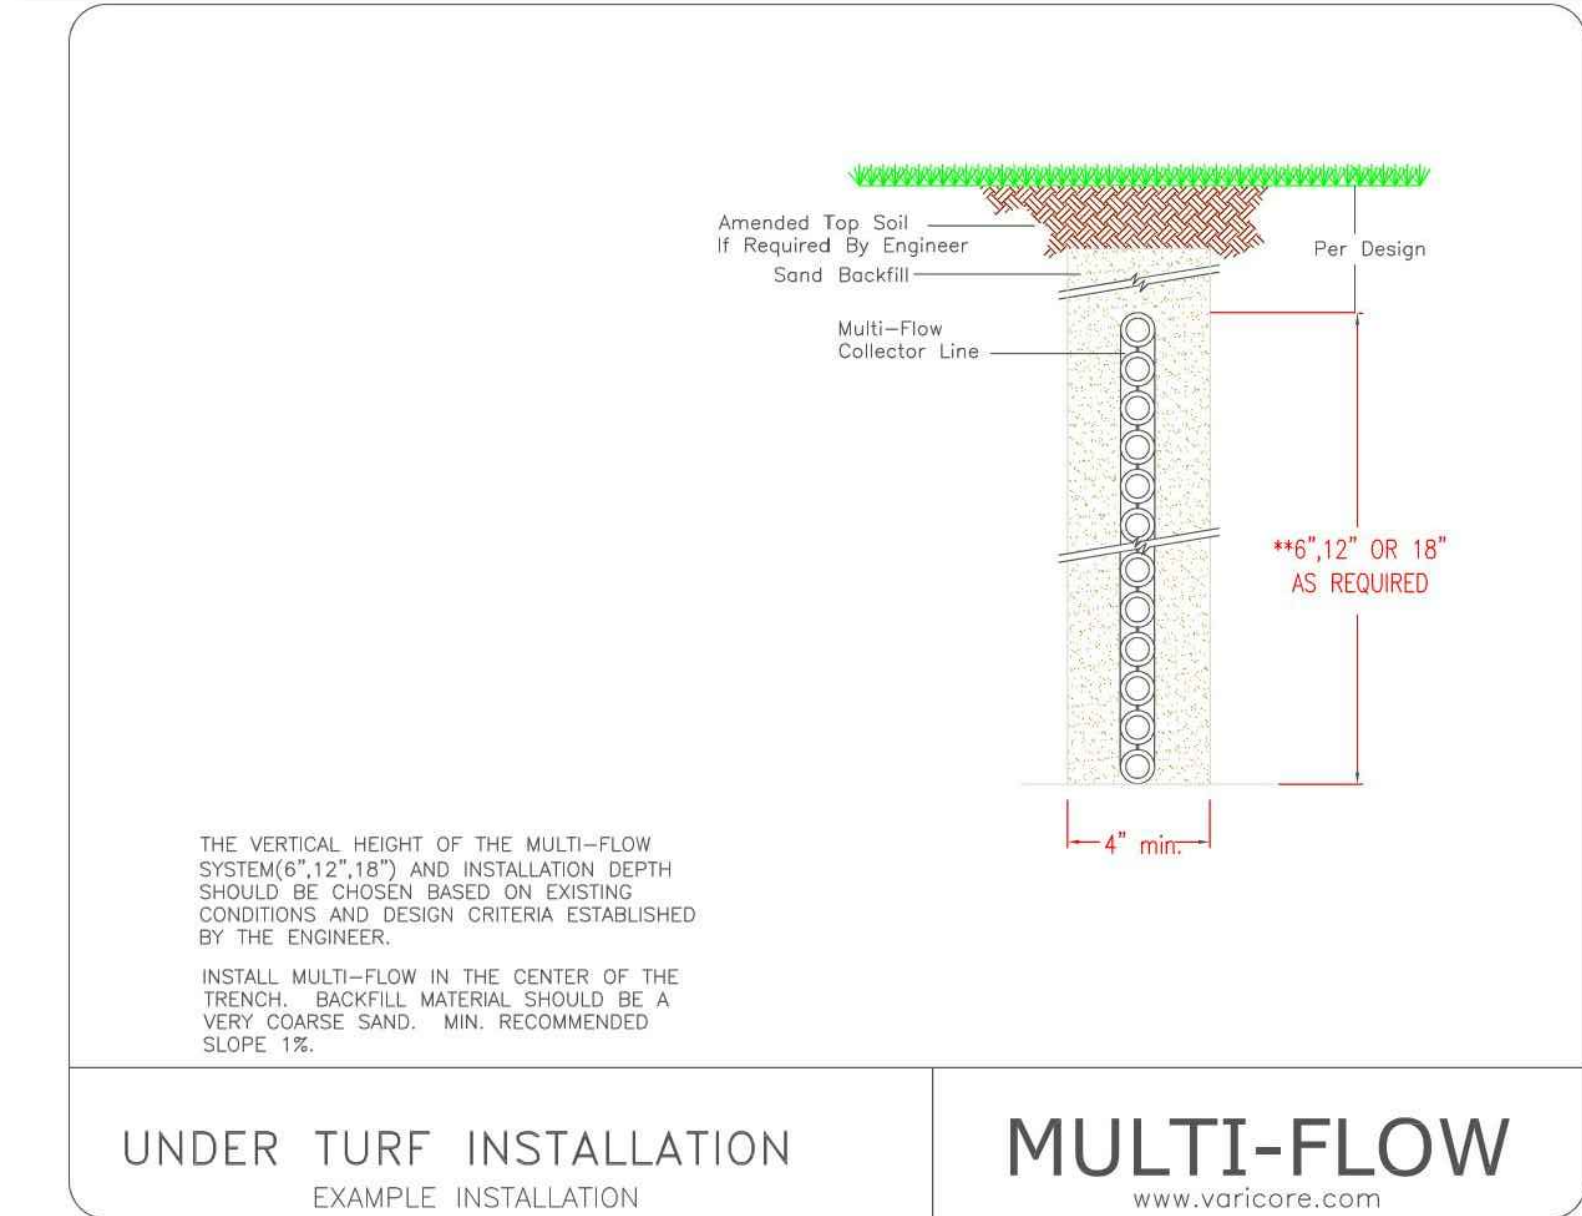 Amended Top Soil
If Required By Engineer
Sand Backfill
Per Design
Multi-Flow
Collector Line
**6",12" OR 18"
AS REQUIRED
4" min.
THE VERTICAL HEIGHT OF THE MULTI-FLOW
SYSTEM(6",12",18") AND INSTALLATION DEPTH
SHOULD BE CHOSEN BASED ON EXISTING
CONDITIONS AND DESIGN CRITERIA ESTABLISHED
BY THE ENGINEER.
INSTALL MULTI-FLOW IN THE CENTER OF THE
TRENCH. BACKFILL MATERIAL SHOULD BE A
VERY COARSE SAND. MIN. RECOMMENDED
SLOPE 1%.
UNDER TURF INSTALLATION
EXAMPLE INSTALLATION
MULTI-FLOW
www.varicore.com